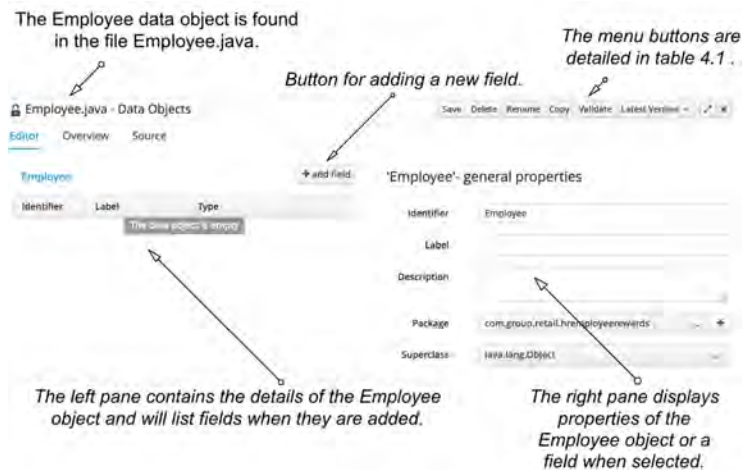 The Employee data object is found
in the file Employee.java.
The menu buttons are
detailed in table 4.1 .
Button for adding a new field.
Employee.java - Data Objects
Save Delete Rename Copy Validate Latest Version
Editor Overview Source
Employee
+ add field
'Employee'- general properties
Identifier Label Type
The data object is empty
Identifier Employee
Label
Description
Package com.group.retail.hremployeerewards
Superclass java.lang.Object
The left pane contains the details of the Employee
object and will list fields when they are added.
The right pane displays
properties of the
Employee object or a
field when selected.